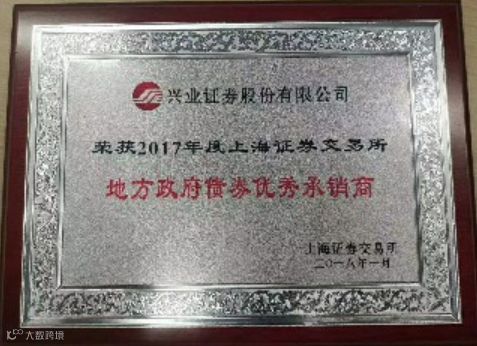 兴业证券股份有限公司
荣获2017年度上海证券交易所
地方政府债券优秀承销商
上海证券交易所
二〇一八年一月
大数跨境